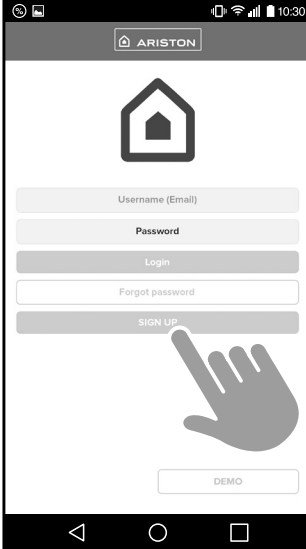 10:30
ARISTON
Username (Email)
Password
Login
Forgot password
SIGN UP
DEMO